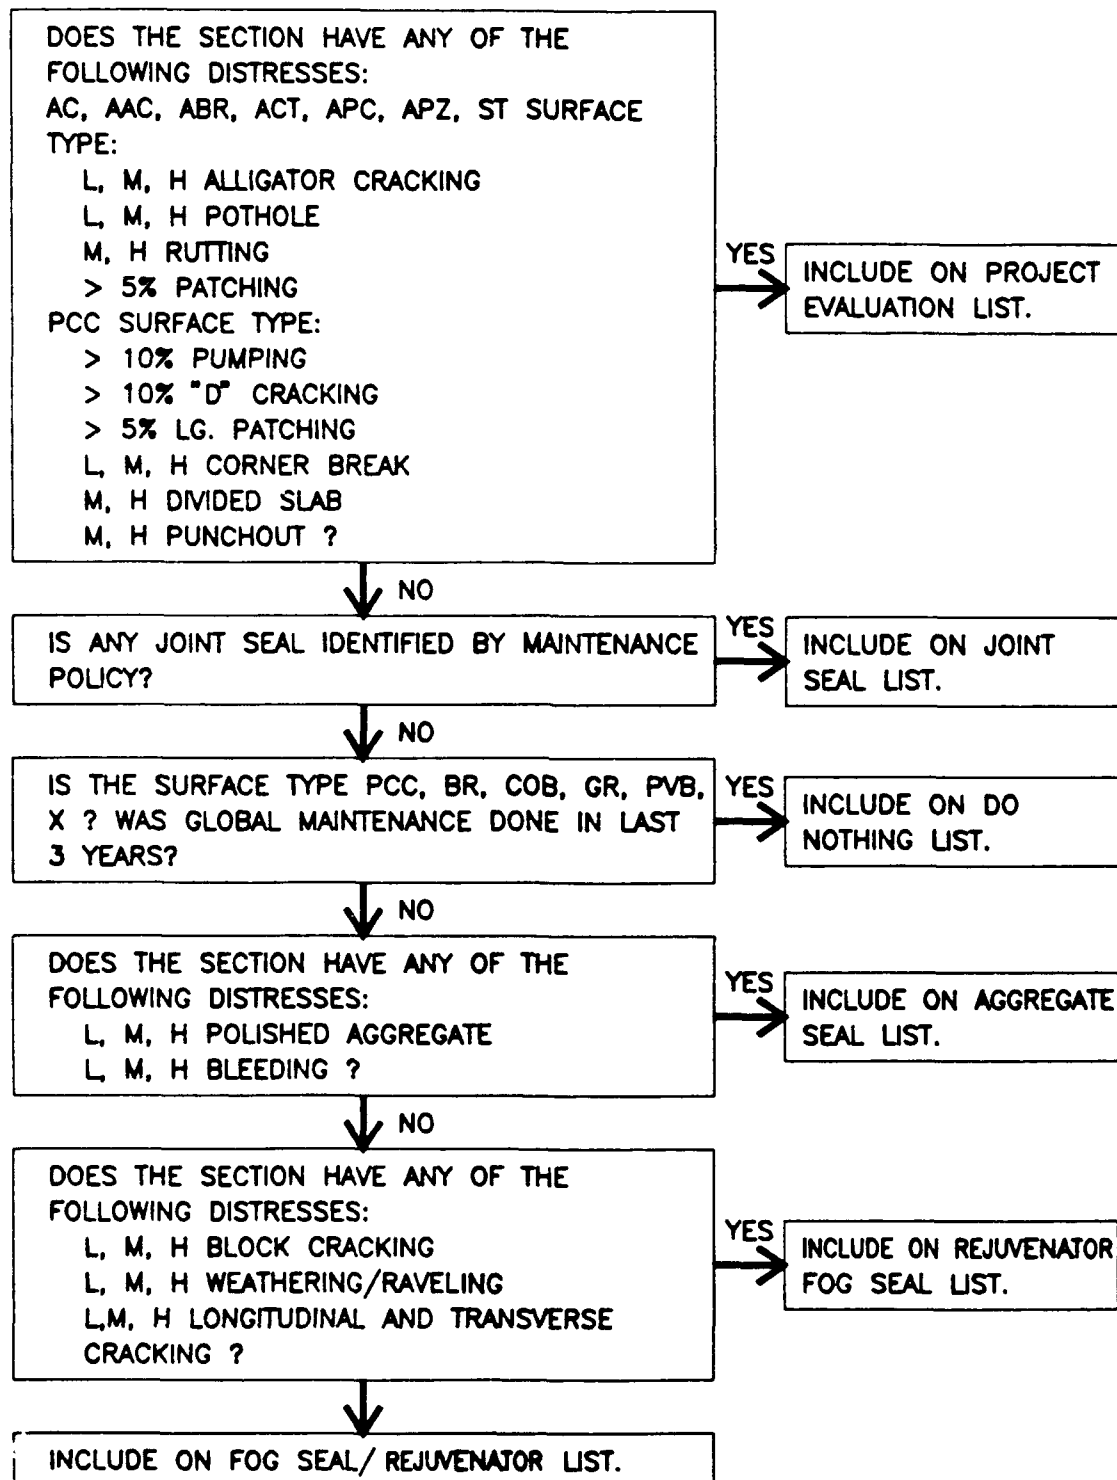 DOES THE SECTION HAVE ANY OF THE
FOLLOWING DISTRESSES:
AC, AAC, ABR, ACT, APC, APZ, ST SURFACE
TYPE:
L, M, H ALLIGATOR CRACKING
L, M, H POTHOLE
M, H RUTTING
> 5% PATCHING
PCC SURFACE TYPE:
> 10% PUMPING
> 10% "D" CRACKING
> 5% LG. PATCHING
L, M, H CORNER BREAK
M, H DIVIDED SLAB
M, H PUNCHOUT ?
YES
INCLUDE ON PROJECT
EVALUATION LIST.
NO
IS ANY JOINT SEAL IDENTIFIED BY MAINTENANCE
POLICY?
YES
INCLUDE ON JOINT
SEAL LIST.
NO
IS THE SURFACE TYPE PCC, BR, COB, GR, PVB,
X ? WAS GLOBAL MAINTENANCE DONE IN LAST
3 YEARS?
YES
INCLUDE ON DO
NOTHING LIST.
NO
DOES THE SECTION HAVE ANY OF THE
FOLLOWING DISTRESSES:
L, M, H POLISHED AGGREGATE
L, M, H BLEEDING ?
YES
INCLUDE ON AGGREGATE
SEAL LIST.
NO
DOES THE SECTION HAVE ANY OF THE
FOLLOWING DISTRESSES:
L, M, H BLOCK CRACKING
L, M, H WEATHERING/RAVELING
L,M, H LONGITUDINAL AND TRANSVERSE
CRACKING ?
YES
INCLUDE ON REJUVENATOR
FOG SEAL LIST.
INCLUDE ON FOG SEAL/ REJUVENATOR LIST.